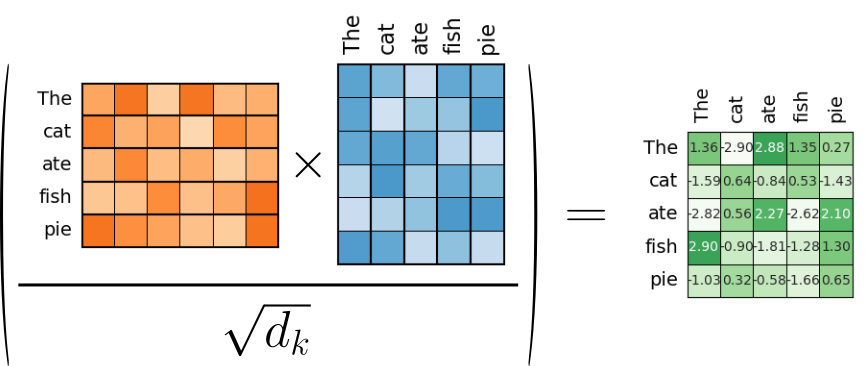 The cat ate fish pie
The
cat
ate
fish
pie
×
√d_k
=
The cat ate fish pie
The 1.36 -2.90 2.88 1.35 0.27
cat -1.59 0.64 -0.84 0.53 -1.43
ate -2.82 0.56 2.27 -2.62 2.10
fish 2.90 -0.90 -1.81 -1.28 1.30
pie -1.03 0.32 -0.58 -1.66 0.65